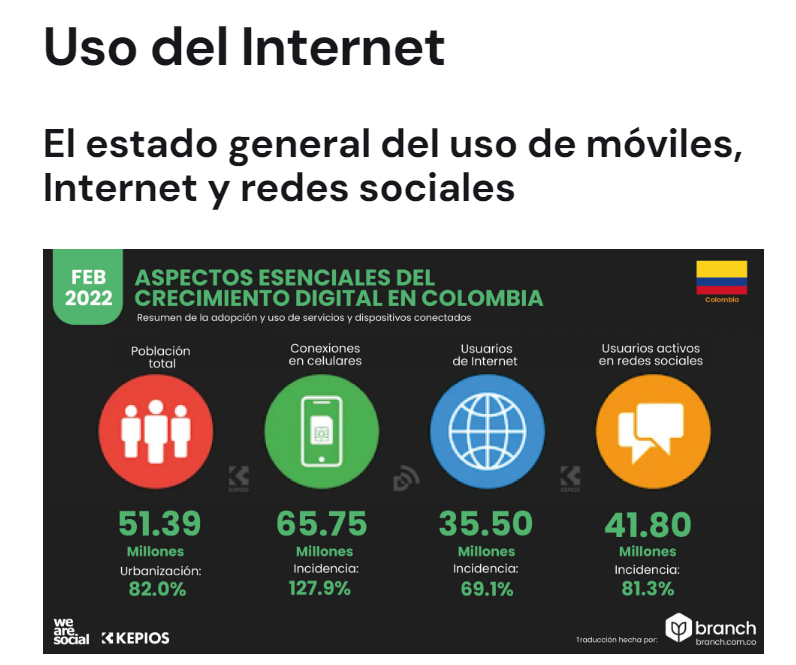 Uso del Internet
El estado general del uso de móviles,
Internet y redes sociales
FEB
2022
ASPECTOS ESENCIALES DEL
CRECIMIENTO DIGITAL EN COLOMBIA
Resumen de la adopción y uso de servicios y dispositivos conectados
Colombia
Población
total
Conexiones
en celulares
Usuarios
de Internet
Usuarios activos
en redes sociales
KEPIOS
KEPIOS
51.39
Millones
Urbanización:
82.0%
65.75
Millones
Incidencia:
127.9%
35.50
Millones
Incidencia:
69.1%
41.80
Millones
Incidencia:
81.3%
we
are.
social
KEPIOS
Traducción hecha por:
branch
branch.com.co